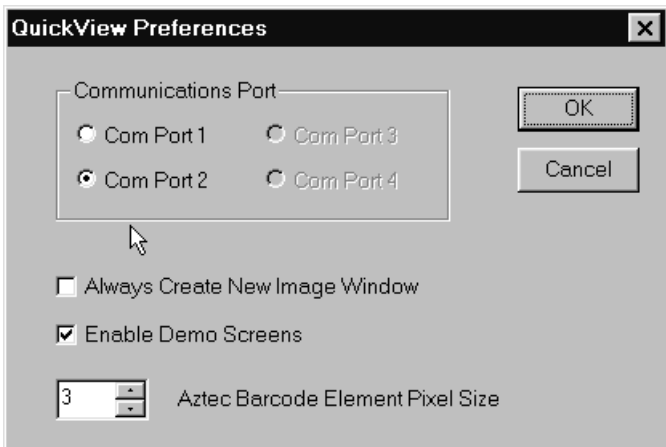 QuickView Preferences
Communications Port
Com Port 1
Com Port 3
Com Port 2
Com Port 4
OK
Cancel
Always Create New Image Window
Enable Demo Screens
3 Aztec Barcode Element Pixel Size